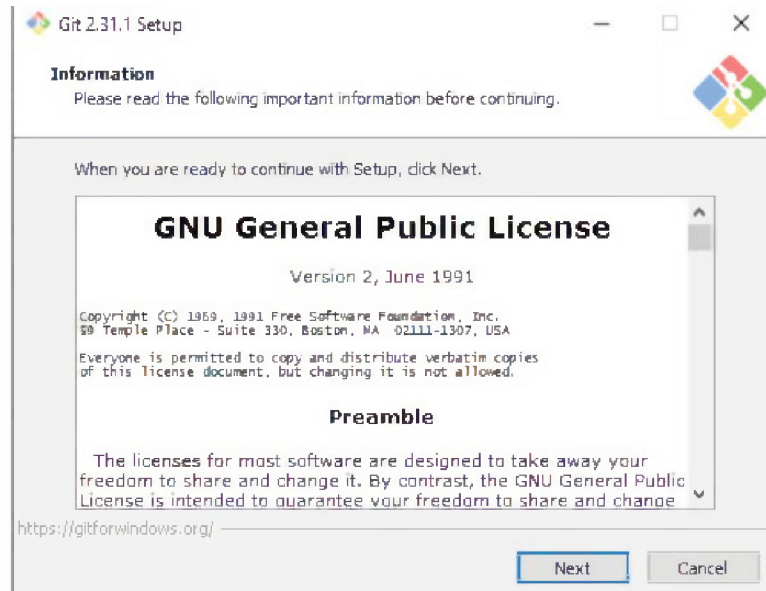 Git 2.31.1 Setup
Information
Please read the following important information before continuing.
When you are ready to continue with Setup, click Next.
GNU General Public License
Version 2, June 1991
Copyright (C) 1989, 1991 Free Software Foundation, Inc.
59 Temple Place - Suite 330, Boston, MA 02111-1307, USA
Everyone is permitted to copy and distribute verbatim copies
of this license document, but changing it is not allowed.
Preamble
The licenses for most software are designed to take away your
freedom to share and change it. By contrast, the GNU General Public
License is intended to guarantee your freedom to share and change
https://gitforwindows.org/
Next Cancel